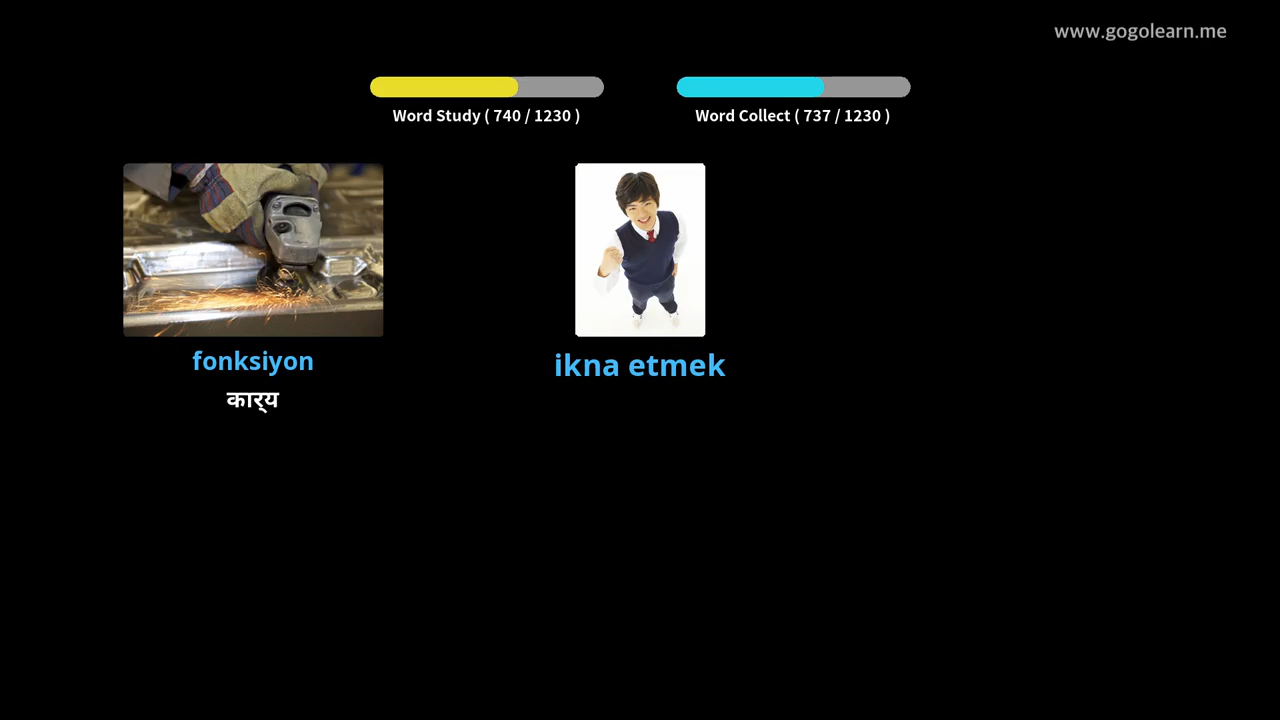 www.gogolearn.me
Word Study ( 740 / 1230 )
Word Collect ( 737 / 1230 )
fonksiyon
कार्य
ikna etmek